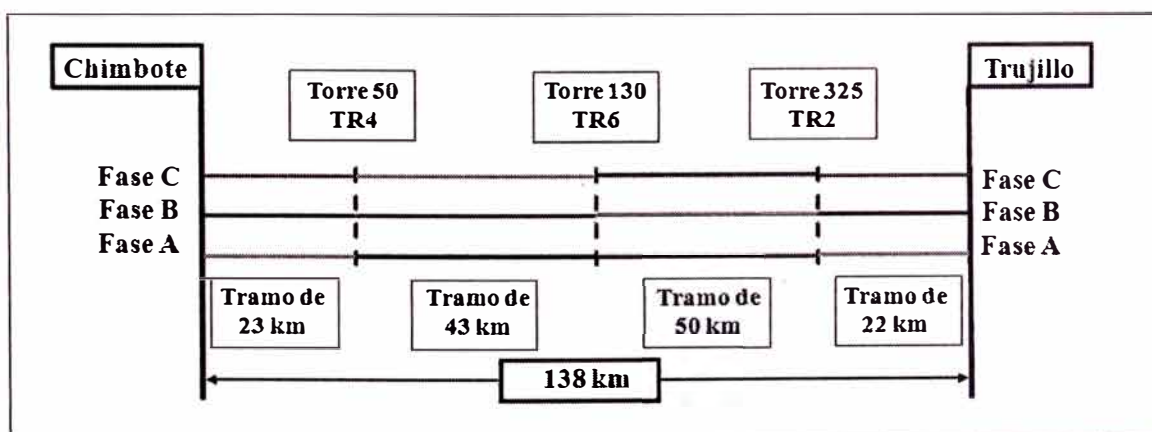 Chimbote
Trujillo
Torre 50
TR4
Torre 130
TR6
Torre 325
TR2
Fase C
Fase B
Fase A
Fase C
Fase B
Fase A
Tramo de
23 km
Tramo de
43 km
Tramo de
50 km
Tramo de
22 km
138 km